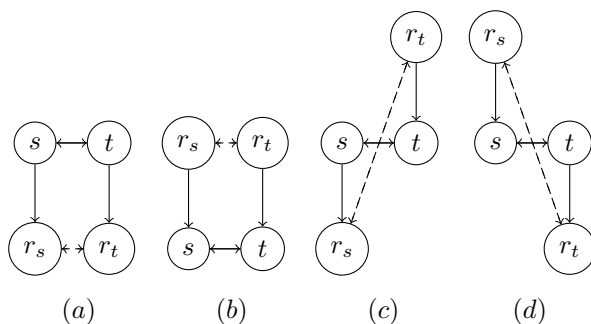 r_t r_s
s t r_s r_t s t s t
r_s r_t s t r_s r_t
(a) (b) (c) (d)